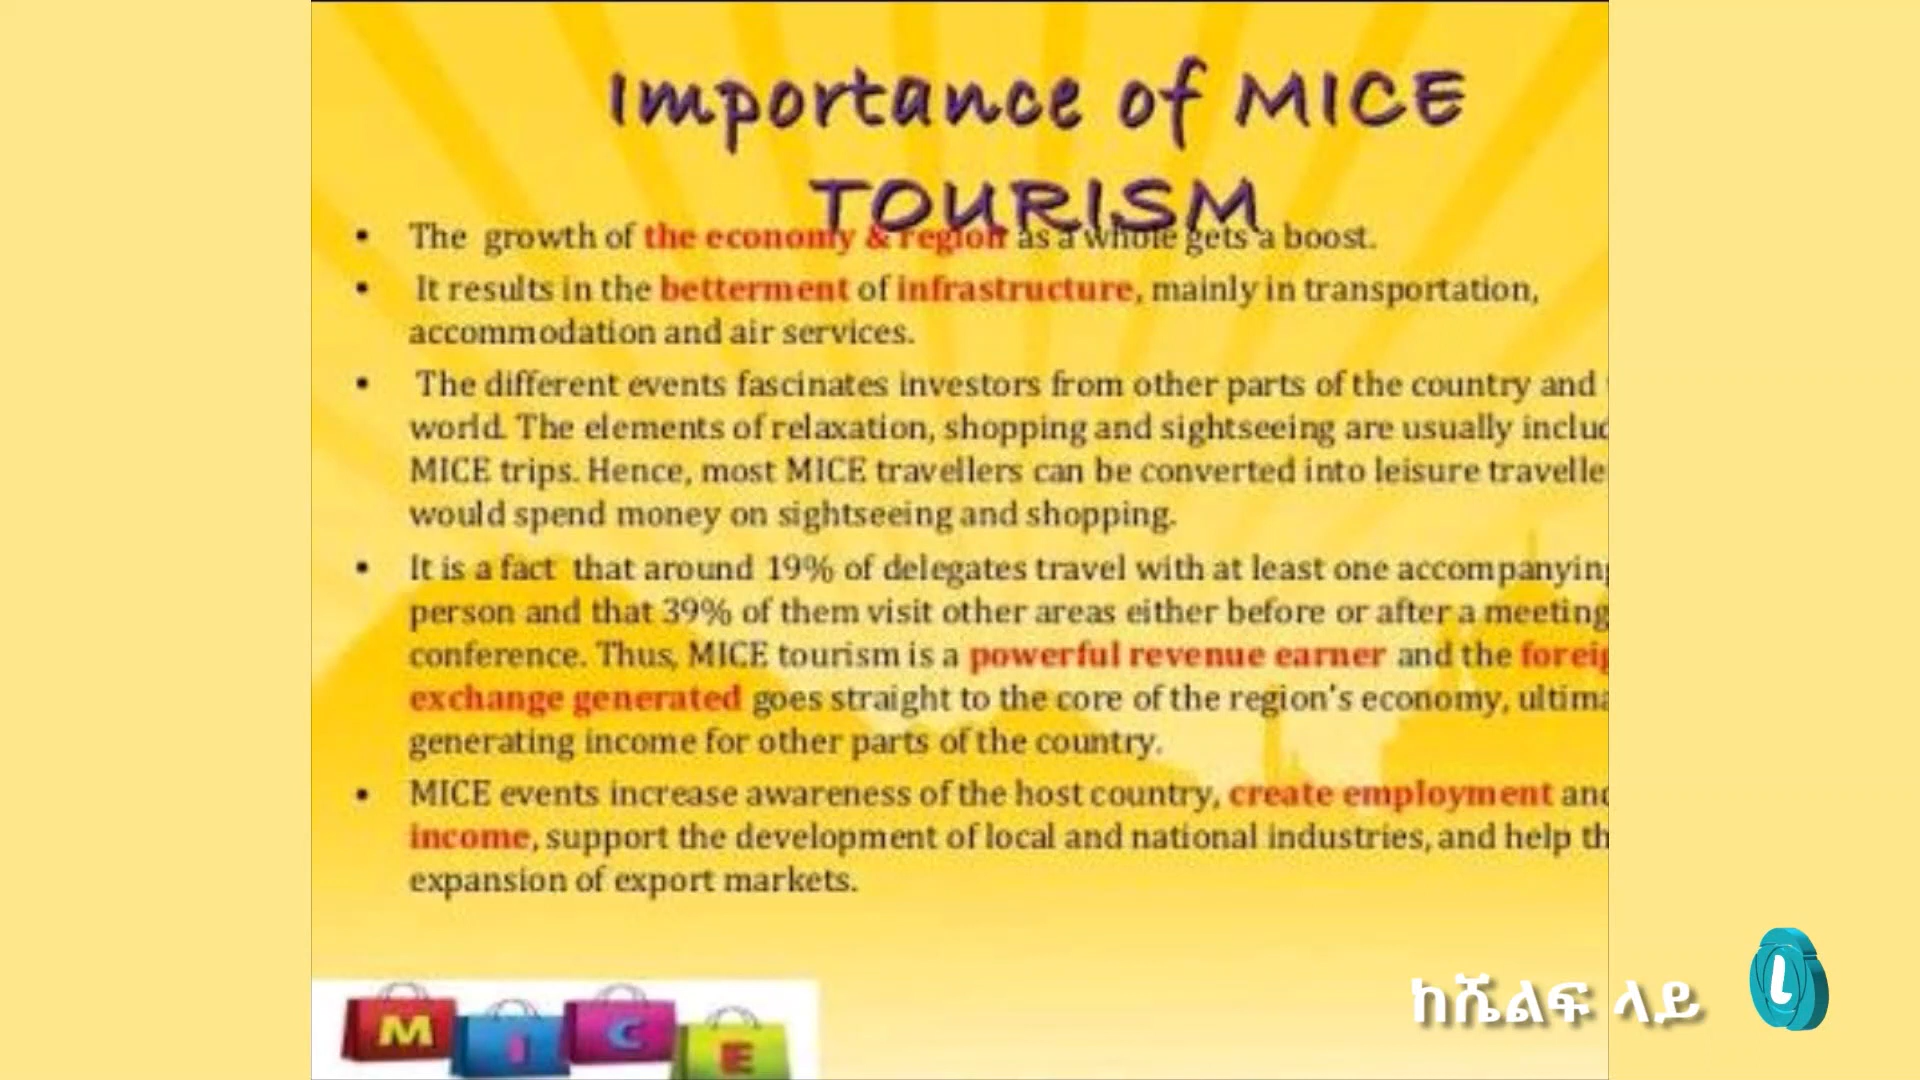 Importance of MICE
TOURISM
• The growth of the economy & region as a whole gets a boost.
• It results in the betterment of infrastructure, mainly in transportation,
accommodation and air services.
• The different events fascinates investors from other parts of the country and
world. The elements of relaxation, shopping and sightseeing are usually includ
MICE trips. Hence, most MICE travellers can be converted into leisure travelle
would spend money on sightseeing and shopping.
• It is a fact that around 19% of delegates travel with at least one accompanying
person and that 39% of them visit other areas either before or after a meeting
conference. Thus, MICE tourism is a powerful revenue earner and the foreig
exchange generated goes straight to the core of the region's economy, ultima
generating income for other parts of the country.
• MICE events increase awareness of the host country, create employment and
income, support the development of local and national industries, and help th
expansion of export markets.
ከሼልፍ ላይ
M I C E